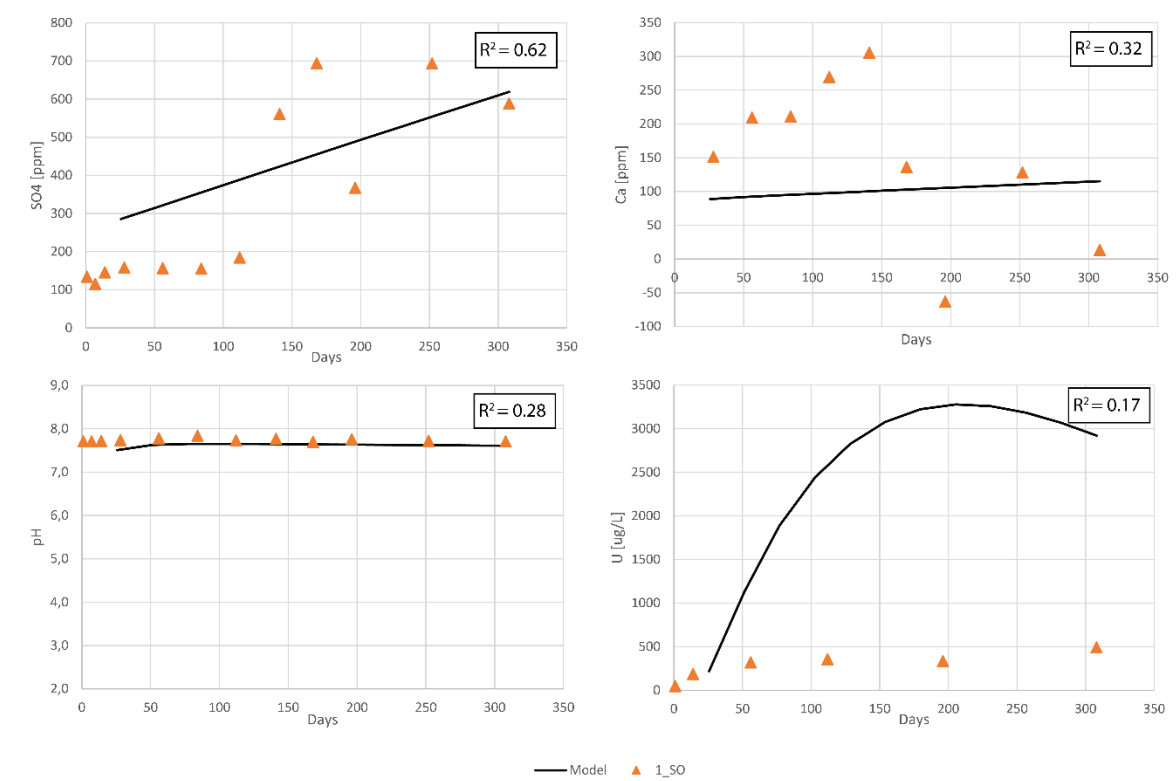 800
700
600
500
400
300
200
100
0
SO4 [ppm]
R² = 0.62
0 50 100 150 200 250 300 350
Days
350
300
250
200
150
100
50
0
-50
-100
Ca [ppm]
R² = 0.32
0 50 100 150 200 250 300 350
Days
9,0
8,0
7,0
6,0
5,0
4,0
3,0
2,0
pH
R² = 0.28
0 50 100 150 200 250 300 350
Days
3500
3000
2500
2000
1500
1000
500
0
U [ug/L]
R² = 0.17
0 50 100 150 200 250 300 350
Days
Model 1_SO